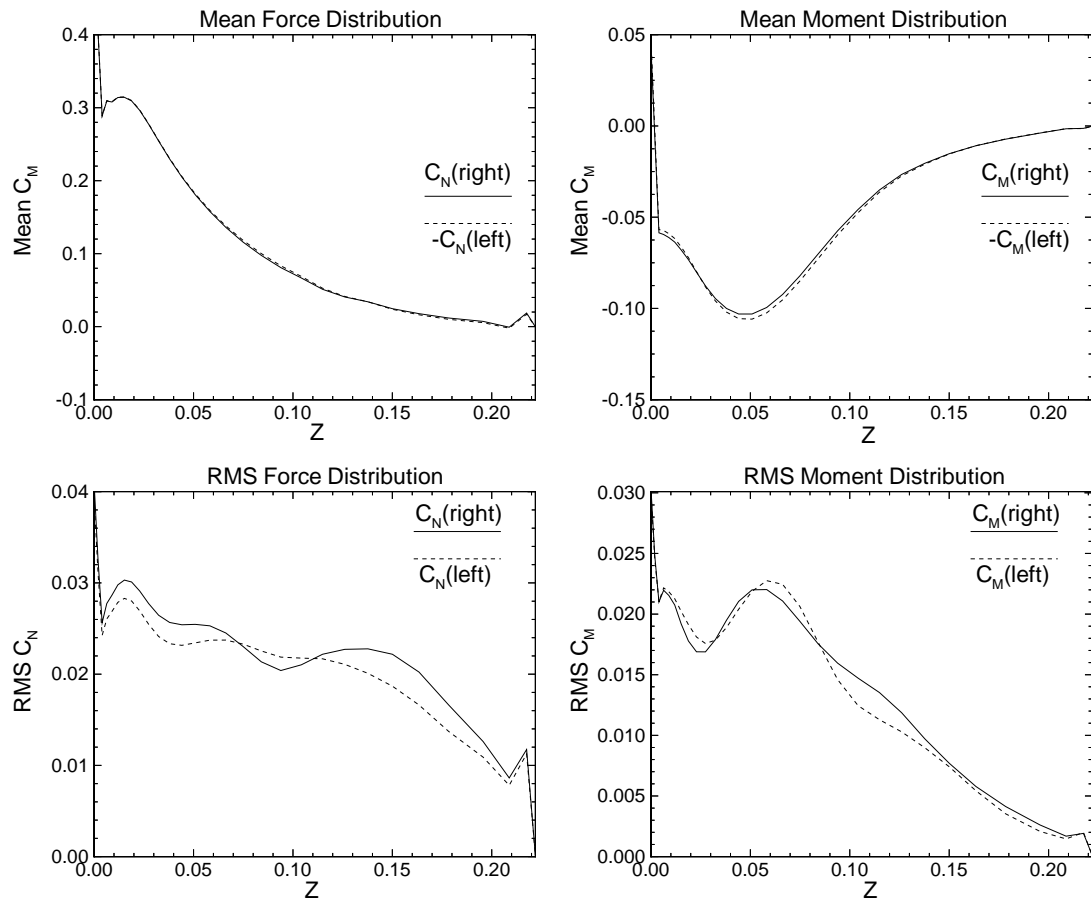 Mean Force Distribution
0.4
0.3
0.2
0.1
0.0
-0.1
Mean C_M
C_N(right)
-C_N(left)
0.00 0.05 0.10 0.15 0.20
Z
Mean Moment Distribution
0.05
0.00
-0.05
-0.10
-0.15
Mean C_M
C_M(right)
-C_M(left)
0.00 0.05 0.10 0.15 0.20
Z
RMS Force Distribution
0.04
0.03
0.02
0.01
0.00
RMS C_N
C_N(right)
C_N(left)
0.00 0.05 0.10 0.15 0.20
Z
RMS Moment Distribution
0.030
0.025
0.020
0.015
0.010
0.005
0.000
RMS C_M
C_M(right)
C_M(left)
0.00 0.05 0.10 0.15 0.20
Z